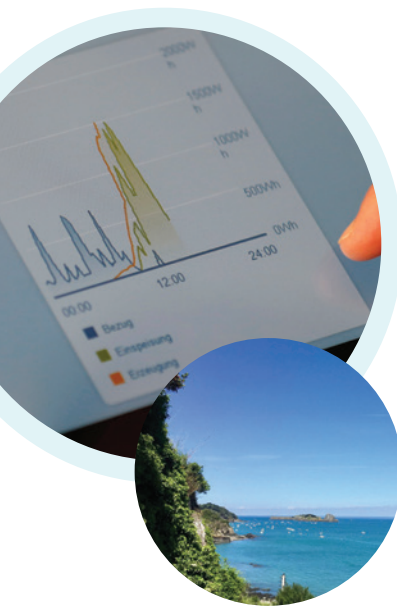 2000W
h
1500W
h
1000W
h
500Wh
0Wh
00:00
12:00
24:00
Bezug
Einspeisung
Erzeugung